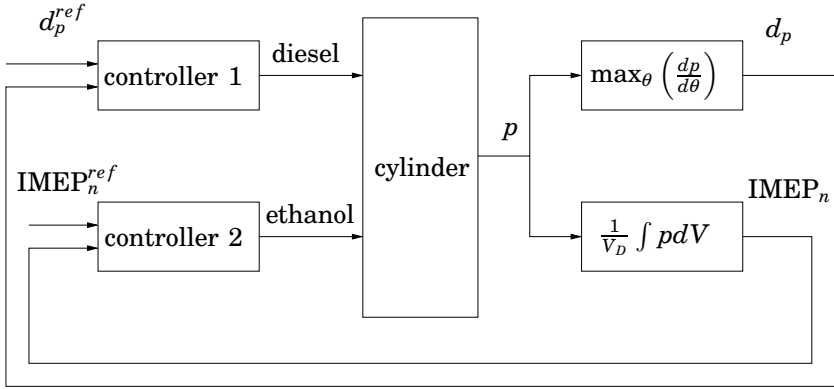 d_p^{ref}
diesel
d_p
controller 1
max_θ (dp/dθ)
p
IMEP_n^{ref}
cylinder
IMEP_n
ethanol
controller 2
1/V_D ∫ pdV